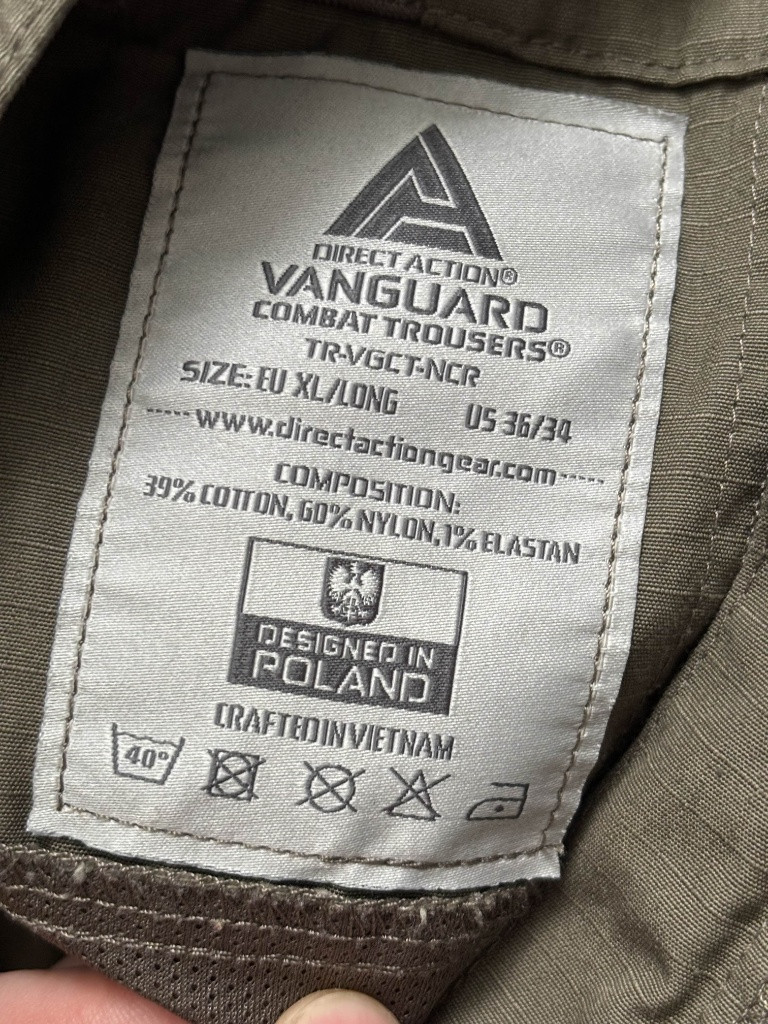 DIRECT ACTION®
VANGUARD
COMBAT TROUSERS®
TR-VGCT-NCR
SIZE: EU XL/LONG US 36/34
-----www.directactiongear.com-----
COMPOSITION:
39% COTTON, 60% NYLON, 1% ELASTAN
DESIGNED IN
POLAND
CRAFTED IN VIETNAM
40°